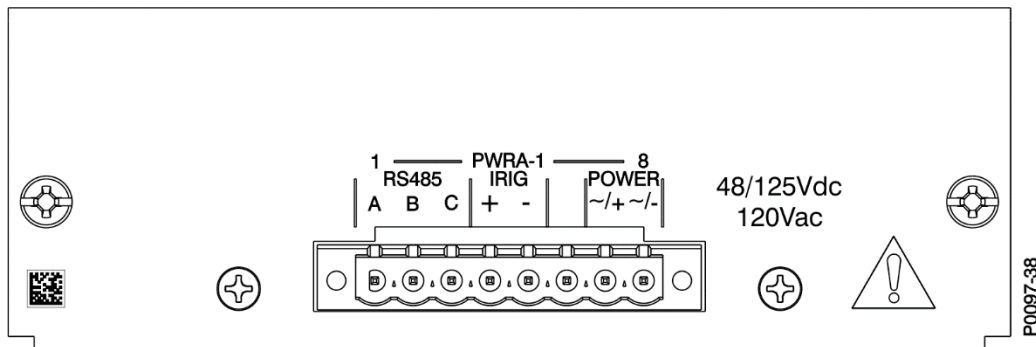 1 PWRA-1 8
RS485 IRIG POWER
A B C + - ~/+ ~/-
48/125Vdc
120Vac
P0097-38